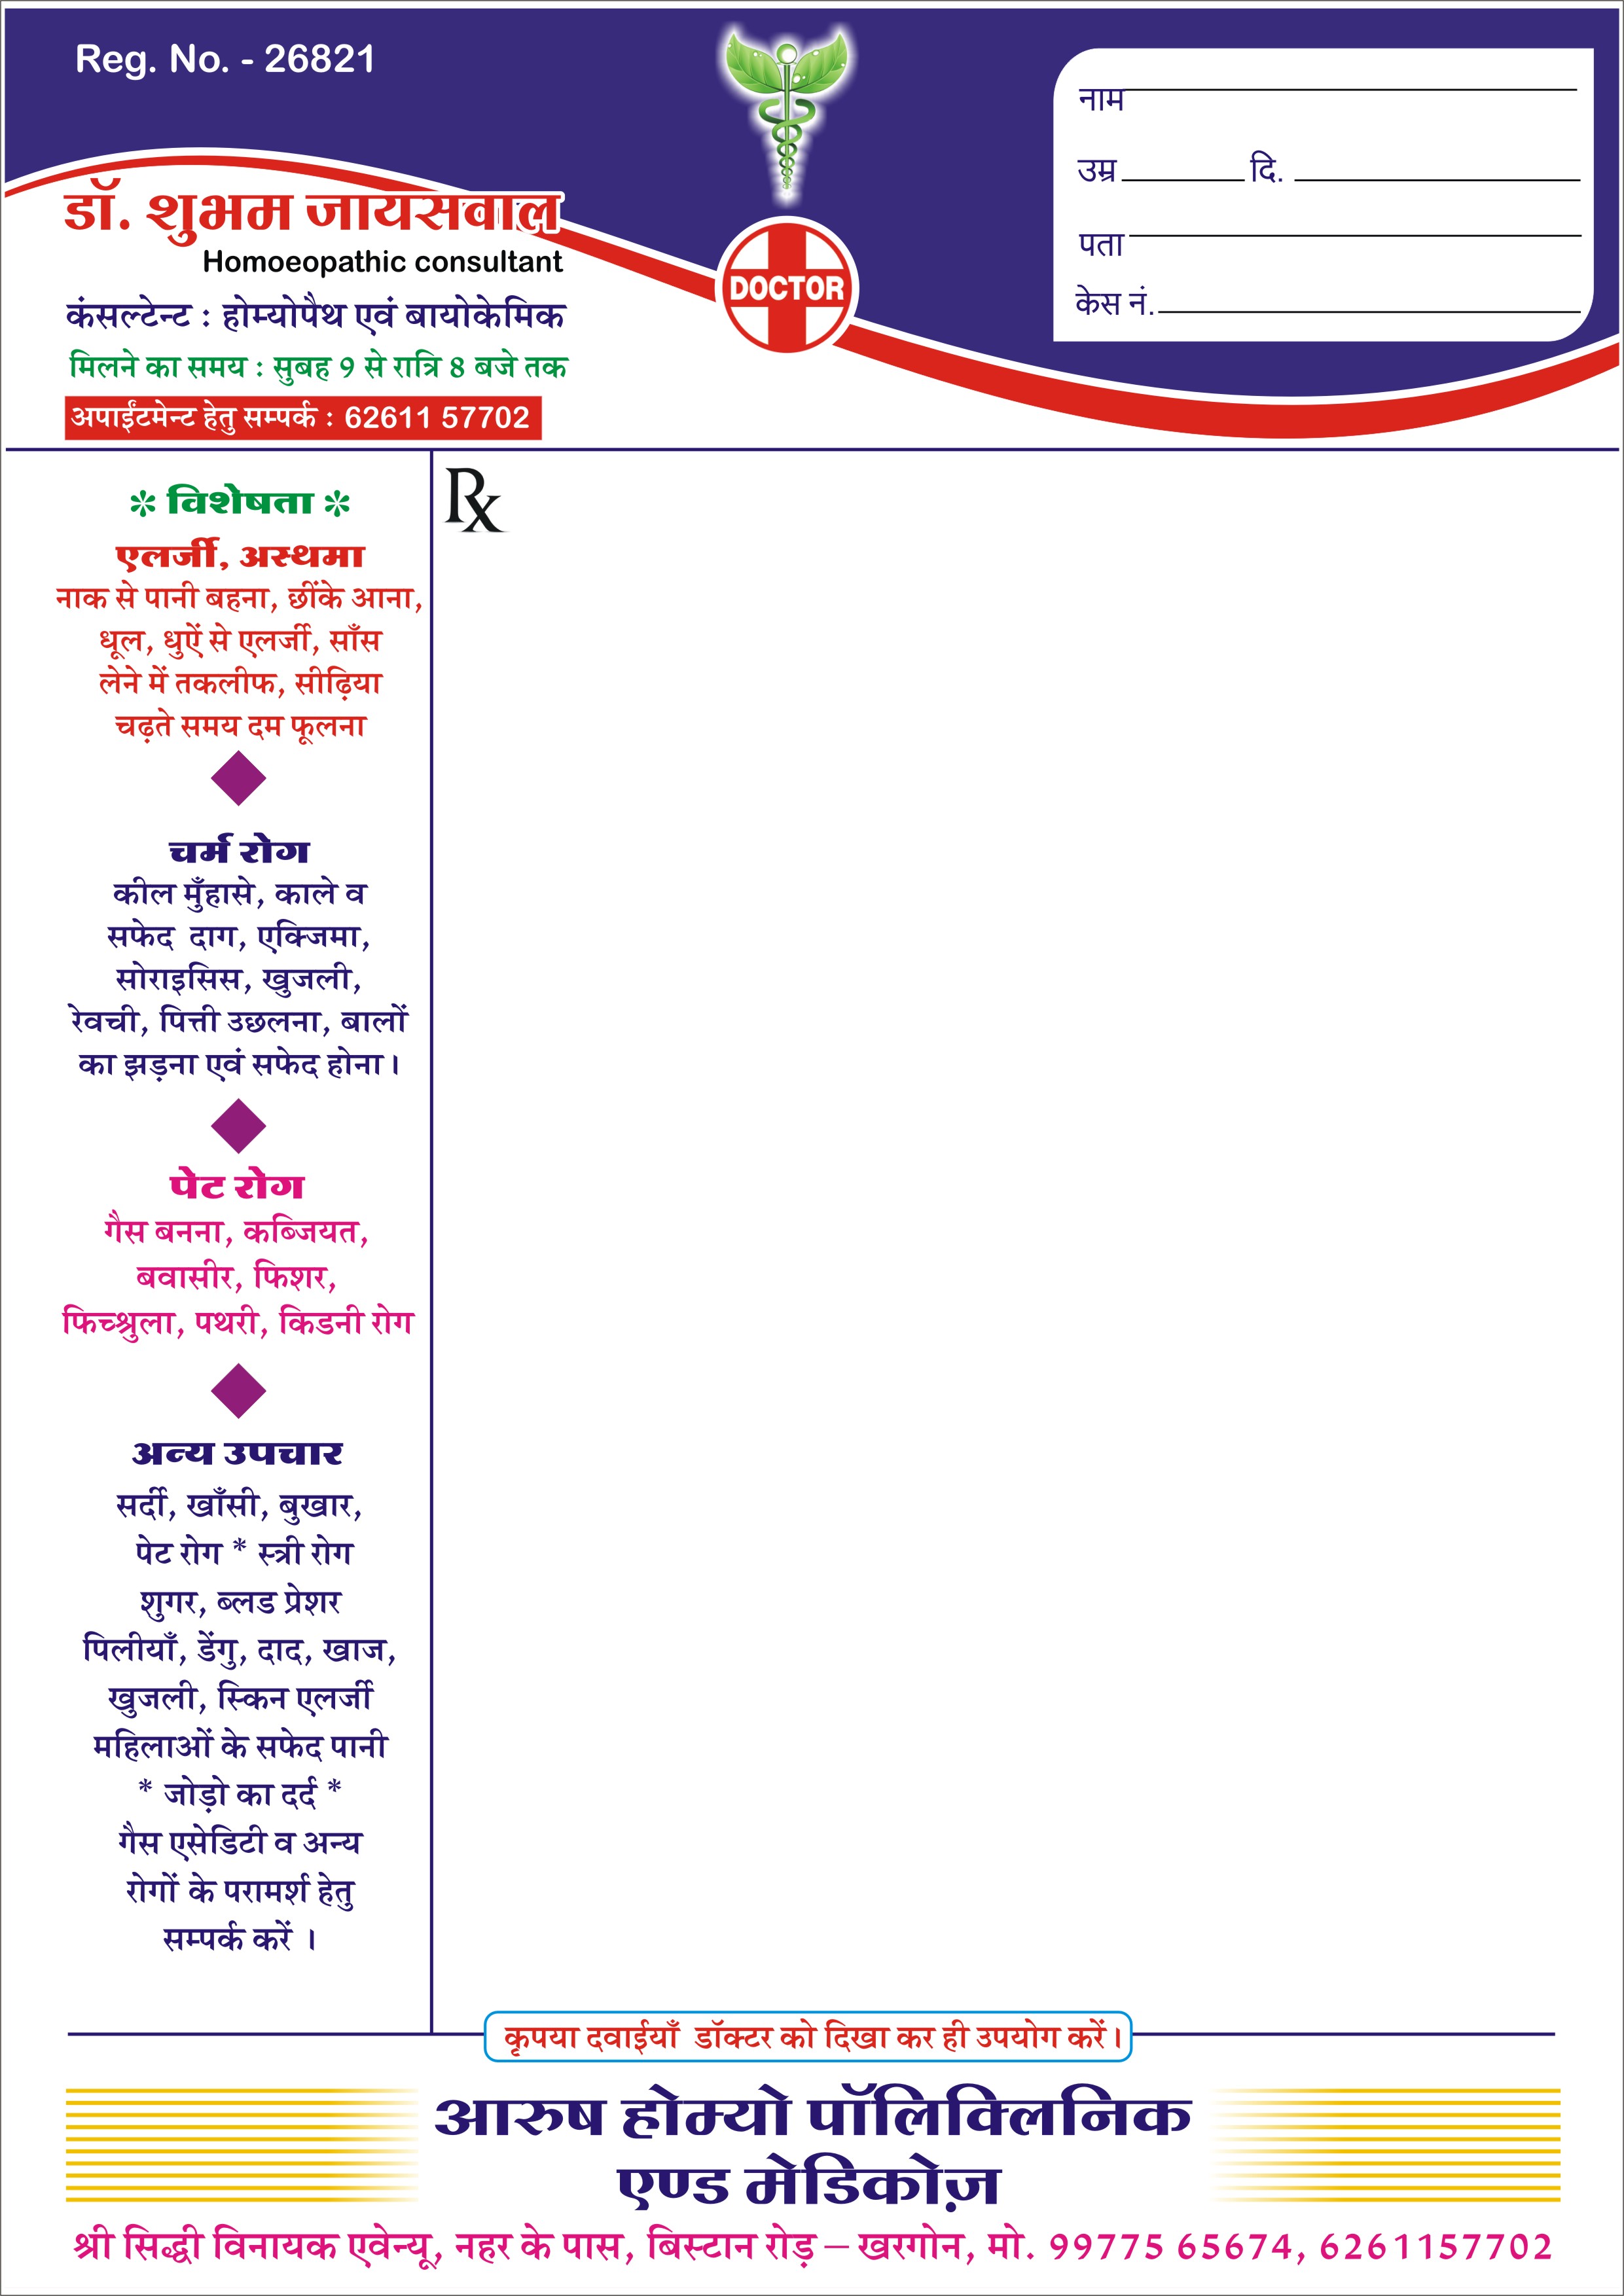 Reg. No. - 26821
नाम
उम्र दि.
पता
केस नं.
डॉ. शुभम जायसवाल
Homoeopathic consultant
कंसल्टेन्ट : होम्योपैथ एवं बायोकेमिक
मिलने का समय : सुबह 9 से रात्रि 8 बजे तक
अपाईंटमेन्ट हेतु सम्पर्क : 62611 57702
DOCTOR
Rx
* विशेषता *
एलर्जी, अस्थमा
नाक से पानी बहना, छींके आना,
धूल, धुऐं से एलर्जी, साँस
लेने में तकलीफ, सीढ़िया
चढ़ते समय दम फूलना
चर्म रोग
कील मुँहासे, काले व
सफेद दाग, एक्जिमा,
सोराइसिस, खुजली,
रेवची, पित्ती उछलना, बालों
का झड़ना एवं सफेद होना।
पेट रोग
गैस बनना, कब्जियत,
बवासीर, फिशर,
फिच्श्रुला, पथरी, किडनी रोग
अन्य उपचार
सर्दी, खाँसी, बुखार,
पेट रोग * स्त्री रोग
शुगर, ब्लड प्रेशर
पिलीयाँ, डेंगु, दाद, खाज,
खुजली, स्किन एलर्जी
महिलाओं के सफेद पानी
* जोड़ो का दर्द *
गैस एसेडिटी व अन्य
रोगों के परामर्श हेतु
सम्पर्क करें ।
कृपया दवाईयाँ डॉक्टर को दिखा कर ही उपयोग करें।
आरुष होम्यो पॉलिक्लिनिक
एण्ड मेडिकोज़
श्री सिद्धी विनायक एवेन्यू, नहर के पास, बिस्टान रोड़ – खरगोन, मो. 99775 65674, 6261157702